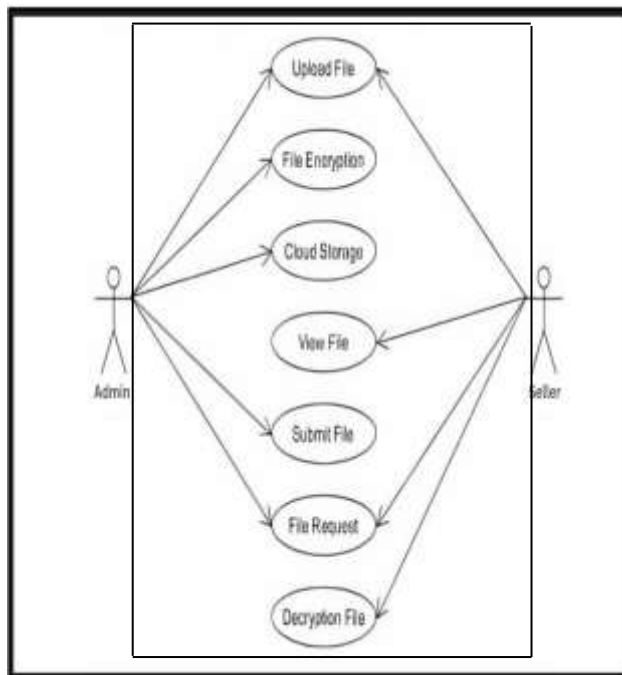 Upload File
File Encryption
Cloud Storage
View File
Admin
Seller
Submit File
File Request
Decryption File